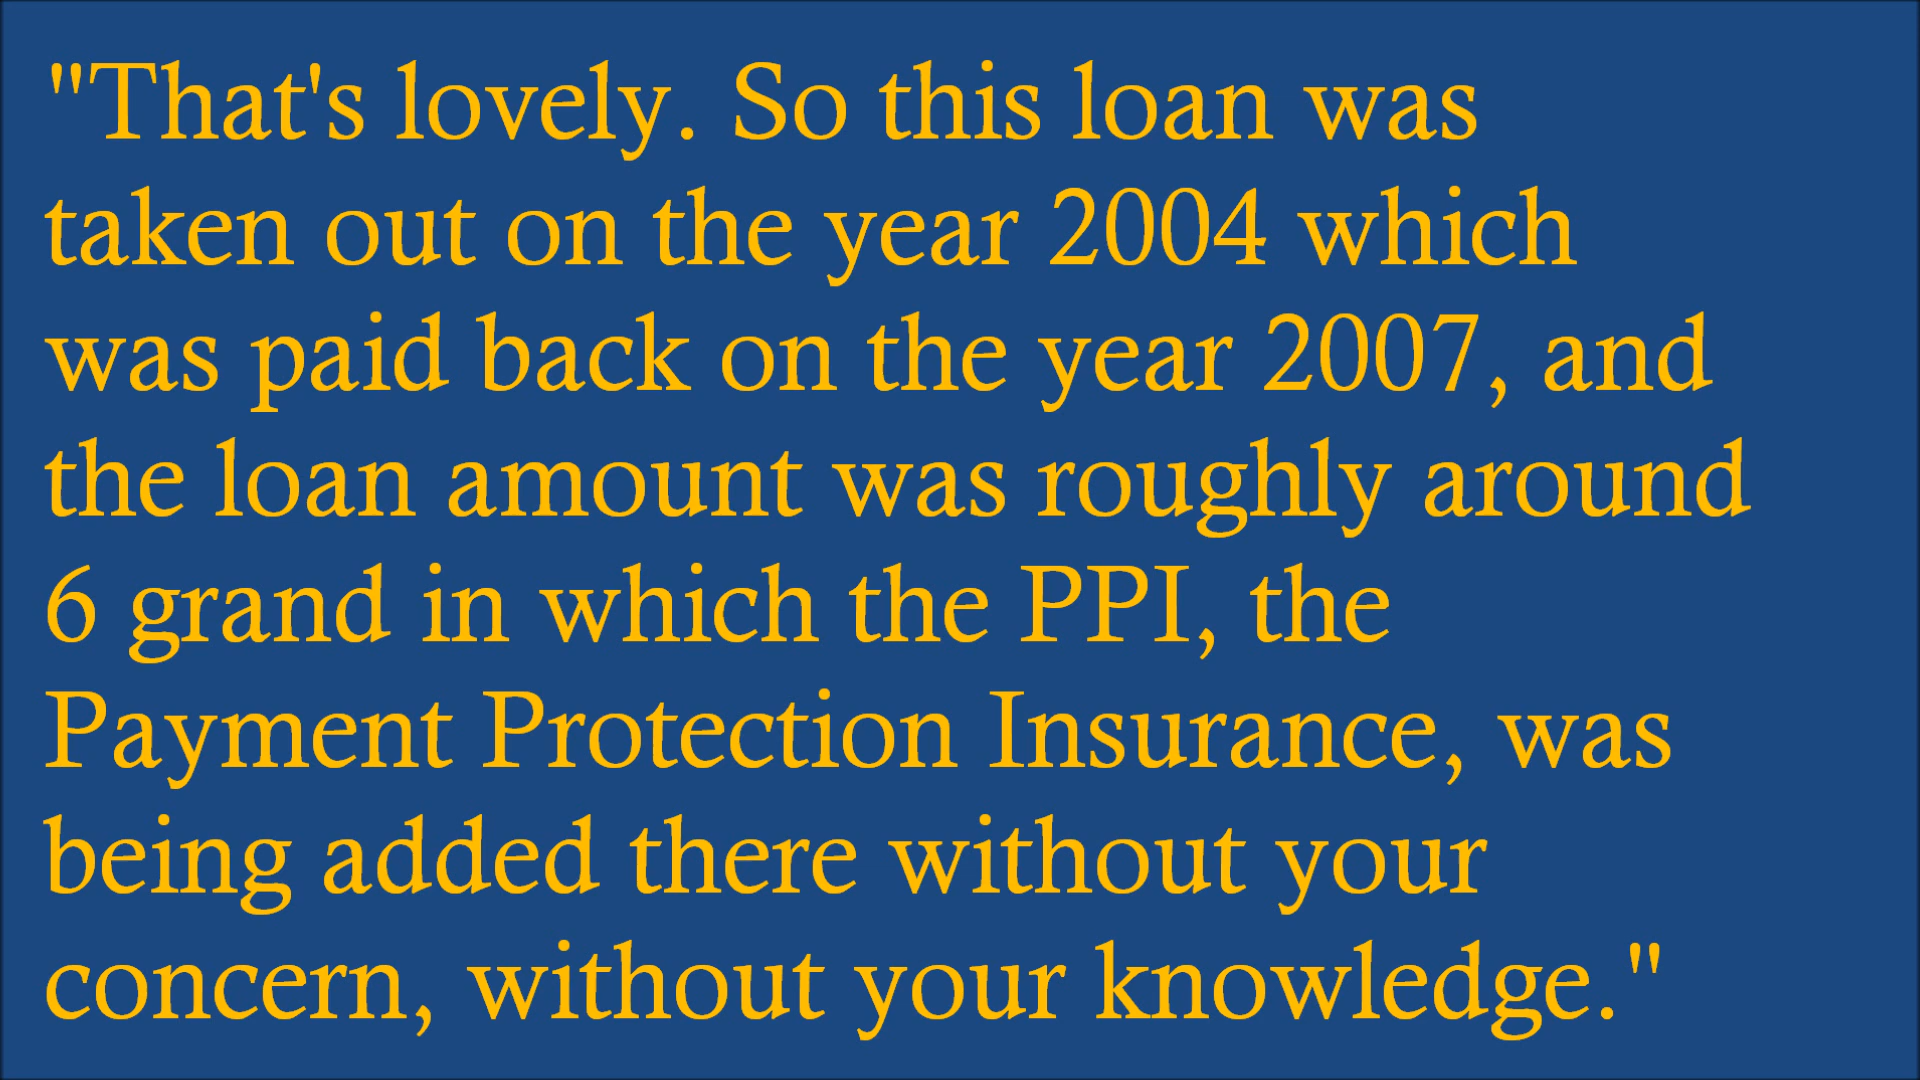 "That's lovely. So this loan was
taken out on the year 2004 which
was paid back on the year 2007, and
the loan amount was roughly around
6 grand in which the PPI, the
Payment Protection Insurance, was
being added there without your
concern, without your knowledge."